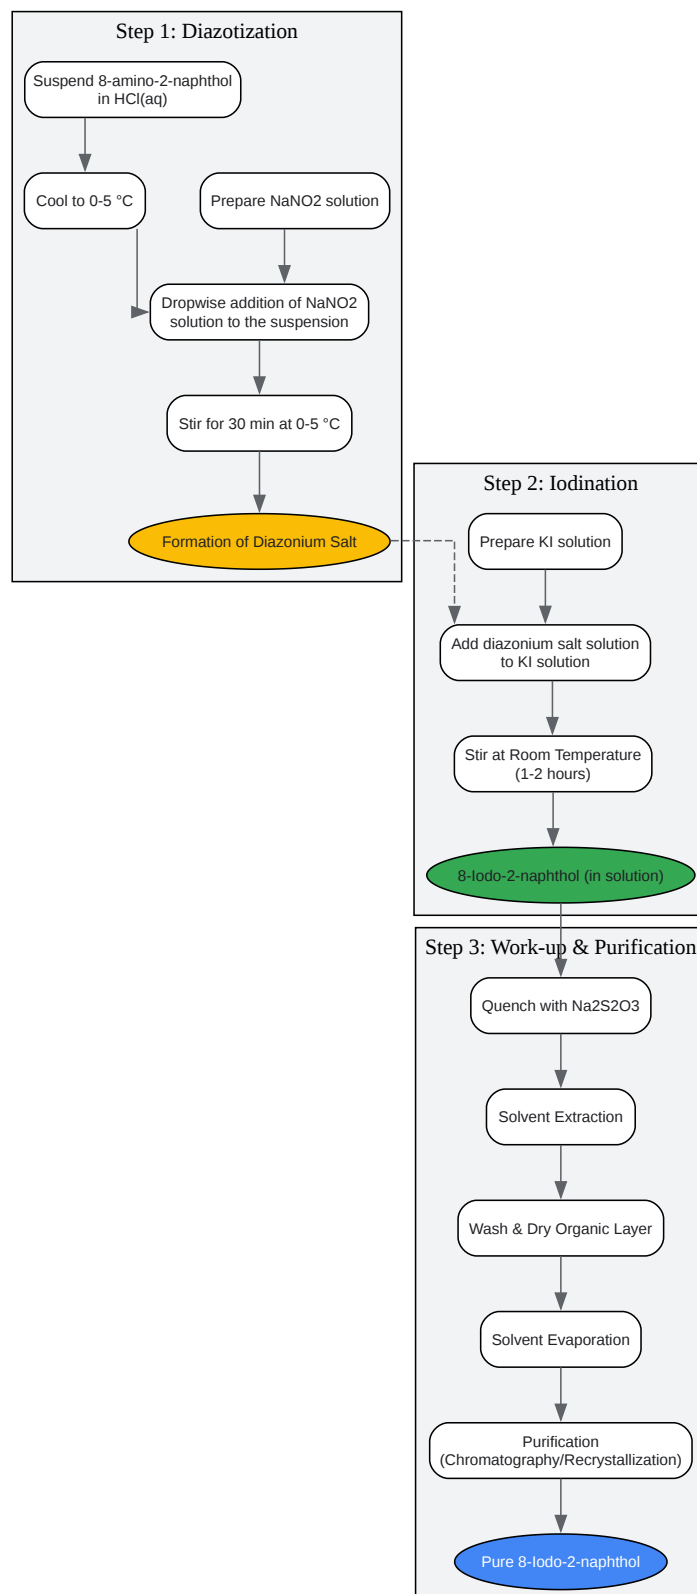 Step 1: Diazotization
Suspend 8-amino-2-naphthol
in HCl(aq)
Cool to 0-5 °C
Prepare NaNO2 solution
Dropwise addition of NaNO2
solution to the suspension
Stir for 30 min at 0-5 °C
Formation of Diazonium Salt
Step 2: Iodination
Prepare KI solution
Add diazonium salt solution
to KI solution
Stir at Room Temperature
(1-2 hours)
8-Iodo-2-naphthol (in solution)
Step 3: Work-up & Purification
Quench with Na2S2O3
Solvent Extraction
Wash & Dry Organic Layer
Solvent Evaporation
Purification
(Chromatography/Recrystallization)
Pure 8-Iodo-2-naphthol